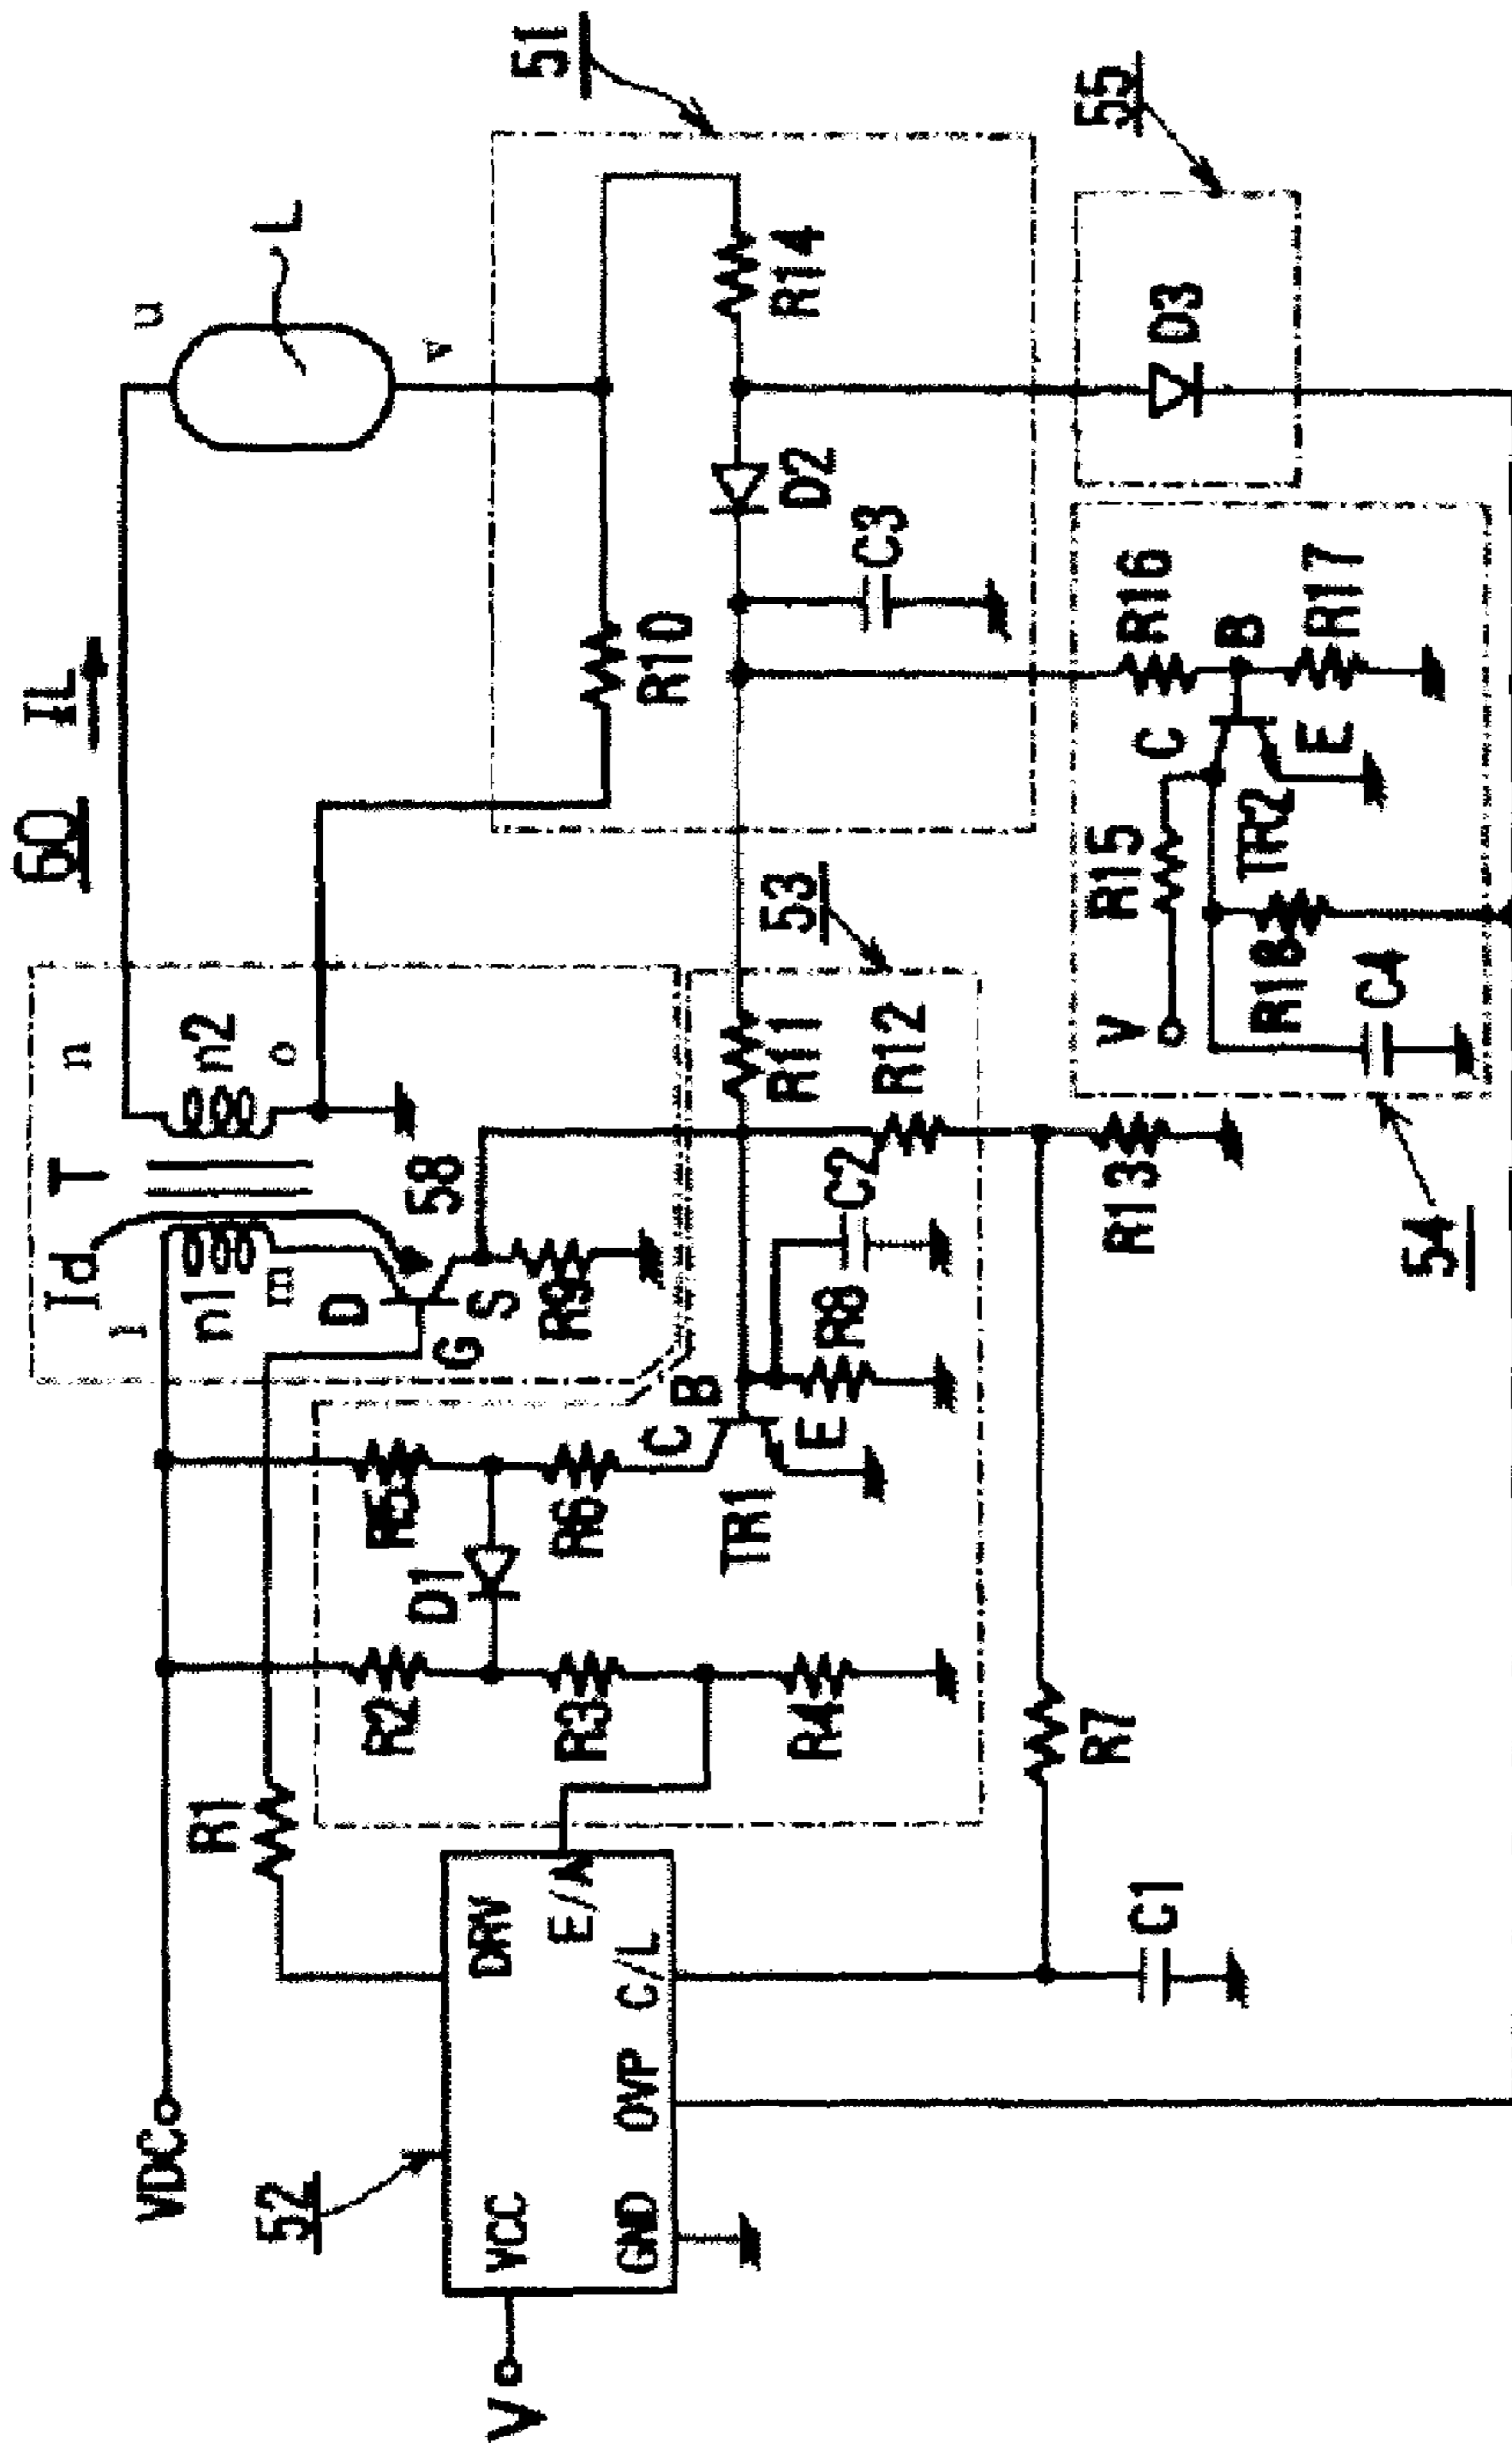 60
IL
Id
T
n
l
u
VDC
n1
n2
L
R1
m
o
52
D
51
R2
R5
D1
58
G
S
V
VCC
DRV
R9
E/A
R3
R6
C
B
R10
GND
OVP
C/L
TR1
R11
53
D2
R14
R4
E
R8
C2
R12
C3
R7
R13
V
R15
C
R16
55
C1
D3
R18
TR2
B
C4
E
R17
54
v